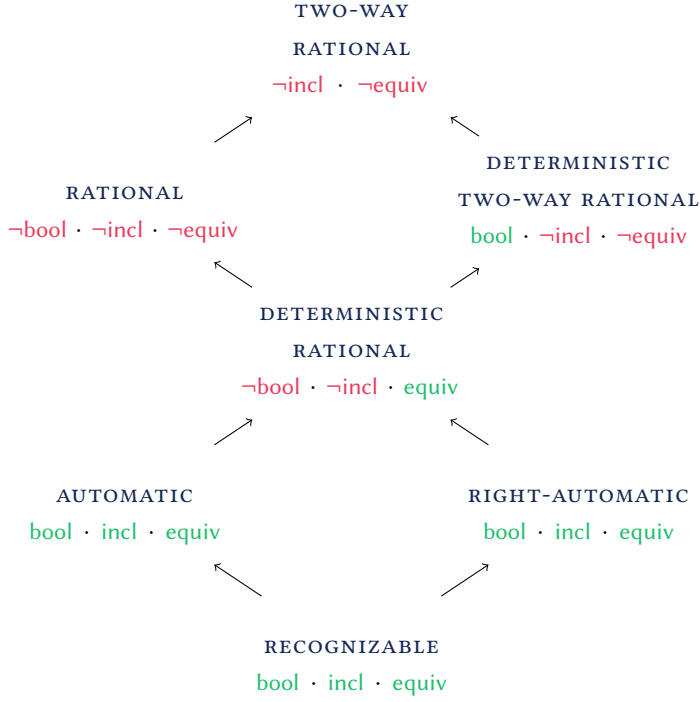 TWO-WAY
RATIONAL
¬incl · ¬equiv
DETERMINISTIC
TWO-WAY RATIONAL
bool · ¬incl · ¬equiv
RATIONAL
¬bool · ¬incl · ¬equiv
DETERMINISTIC
RATIONAL
¬bool · ¬incl · equiv
AUTOMATIC
bool · incl · equiv
RIGHT-AUTOMATIC
bool · incl · equiv
RECOGNIZABLE
bool · incl · equiv